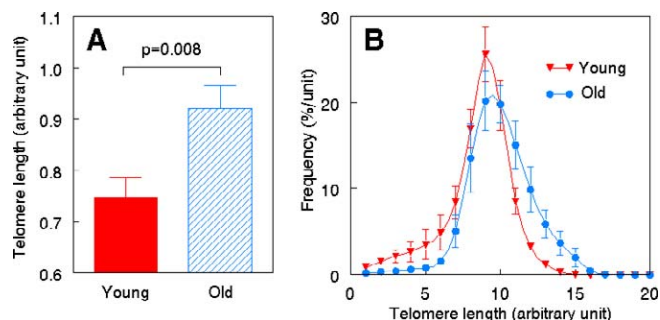 A
p=0.008
Telomere length (arbitrary unit)
1.1
1.0
0.9
0.8
0.7
0.6
Young
Old
B
Young
Old
Frequency (%/unit)
30
20
10
0
0
5
10
15
20
Telomere length (arbitrary unit)